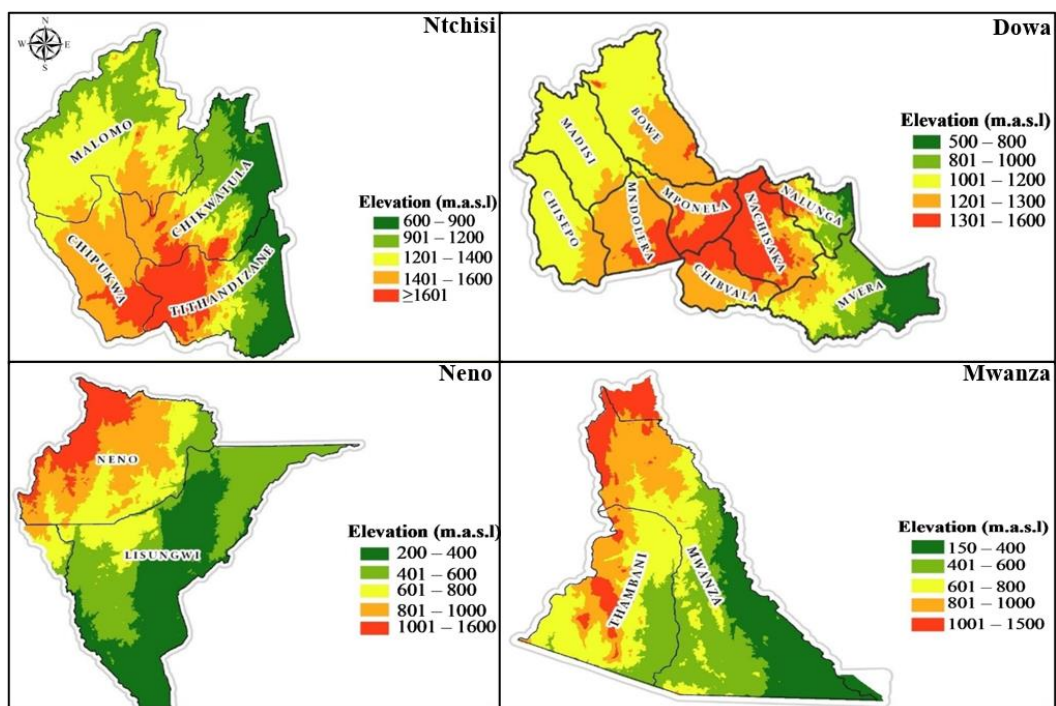 Ntchisi
N
W E
S
MALOMO
CHIKWATULA
CHIPUKWA
TITHANDIZANE
Elevation (m.a.s.l)
600 – 900
901 – 1200
1201 – 1400
1401 – 1600
≥1601
Dowa
BOWE
MADISI
CHISEPO
MNDOLERA
MPONELA
NACHISAKA
NALUNGA
CHIBVALA
MVERA
Elevation (m.a.s.l)
500 – 800
801 – 1000
1001 – 1200
1201 – 1300
1301 – 1600
Neno
NENO
LISUNGWI
Elevation (m.a.s.l)
200 – 400
401 – 600
601 – 800
801 – 1000
1001 – 1600
Mwanza
THAMBANI
MWANZA
Elevation (m.a.s.l)
150 – 400
401 – 600
601 – 800
801 – 1000
1001 – 1500